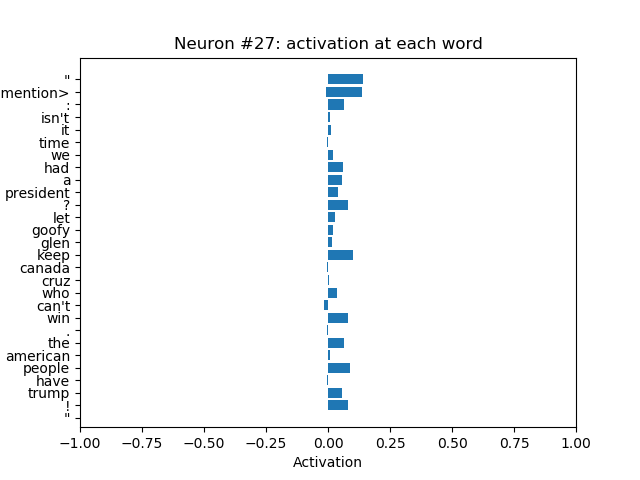 Neuron #27: activation at each word
"
mention>
:
isn't
it
time
we
had
a
president
?
let
goofy
glen
keep
canada
cruz
who
can't
win
.
the
american
people
have
trump
!
"
−1.00 −0.75 −0.50 −0.25 0.00 0.25 0.50 0.75 1.00
Activation